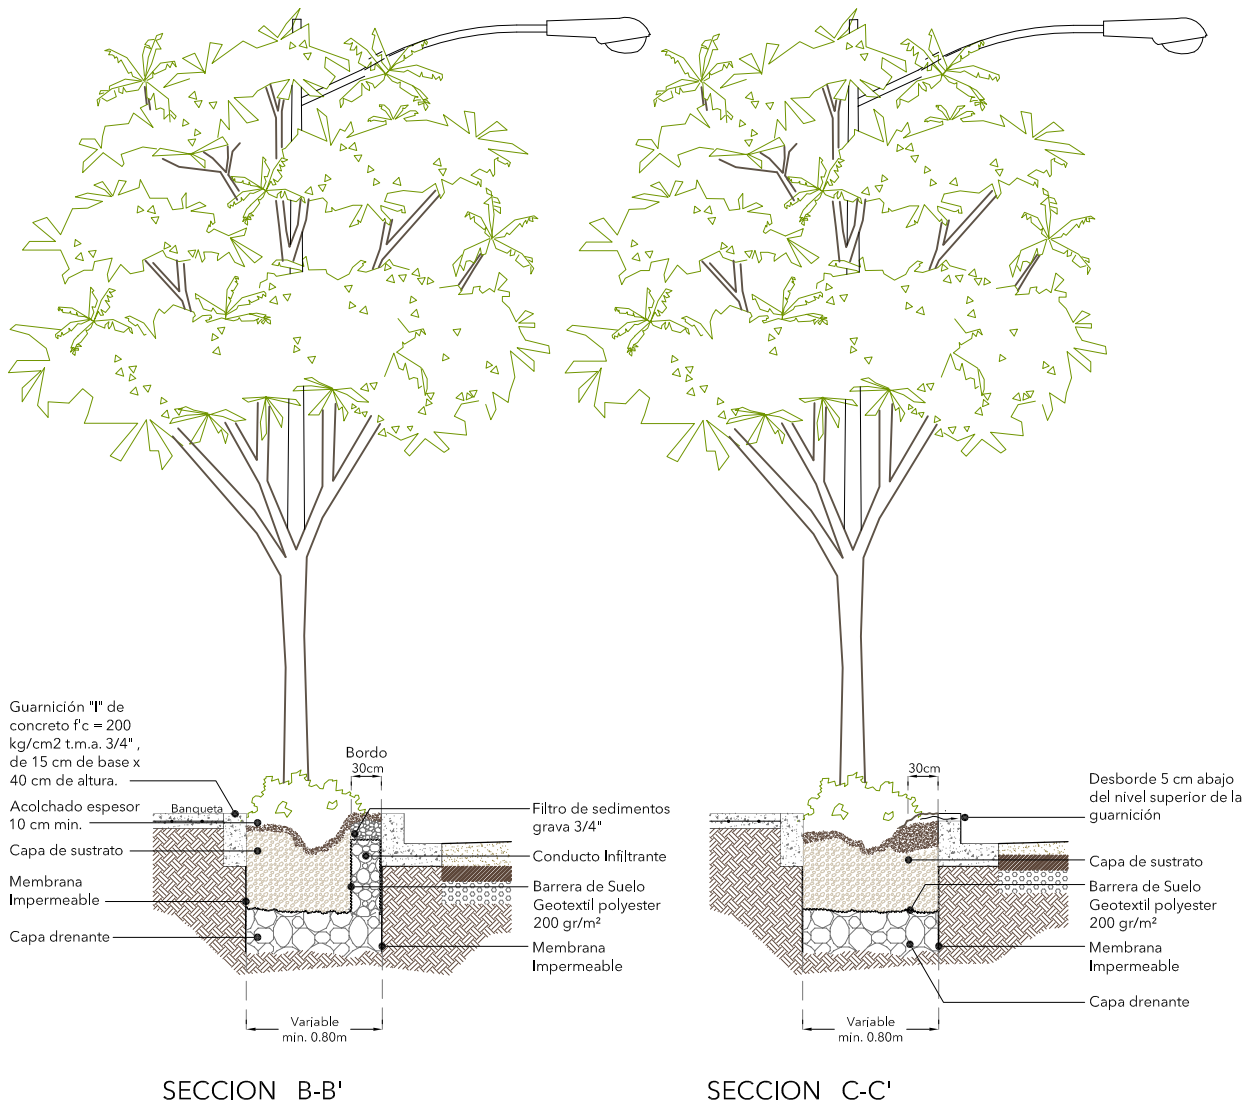 Guarnición "I" de
concreto f'c = 200
kg/cm2 t.m.a. 3/4" ,
de 15 cm de base x
40 cm de altura.
Acolchado espesor
10 cm min.
Capa de sustrato
Membrana
Impermeable
Capa drenante
Banqueta
Bordo
30cm
Filtro de sedimentos
grava 3/4"
Conducto Infiltrante
Barrera de Suelo
Geotextil polyester
200 gr/m²
Membrana
Impermeable
Variable
min. 0.80m
SECCION B-B'
30cm
Desborde 5 cm abajo
del nivel superior de la
guarnición
Capa de sustrato
Barrera de Suelo
Geotextil polyester
200 gr/m²
Membrana
Impermeable
Capa drenante
Variable
min. 0.80m
SECCION C-C'